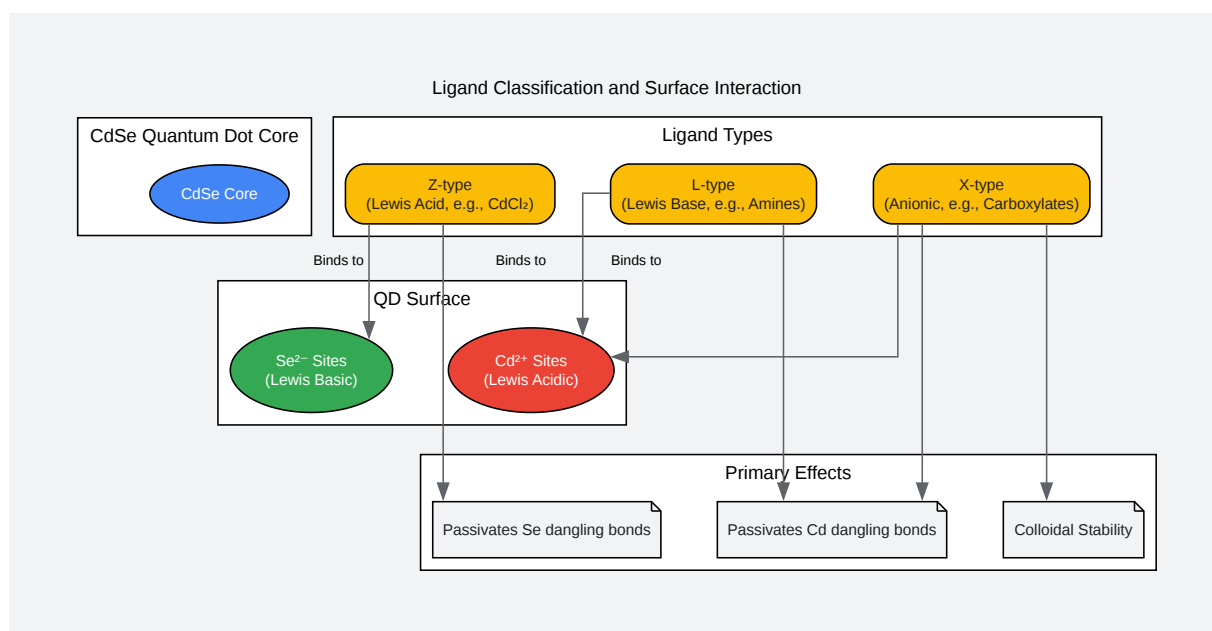 Ligand Classification and Surface Interaction
CdSe Quantum Dot Core
CdSe Core
Ligand Types
Z-type
(Lewis Acid, e.g., CdCl₂)
L-type
(Lewis Base, e.g., Amines)
X-type
(Anionic, e.g., Carboxylates)
Binds to
Binds to
Binds to
QD Surface
Se²⁻ Sites
(Lewis Basic)
Cd²⁺ Sites
(Lewis Acidic)
Primary Effects
Passivates Se dangling bonds
Passivates Cd dangling bonds
Colloidal Stability